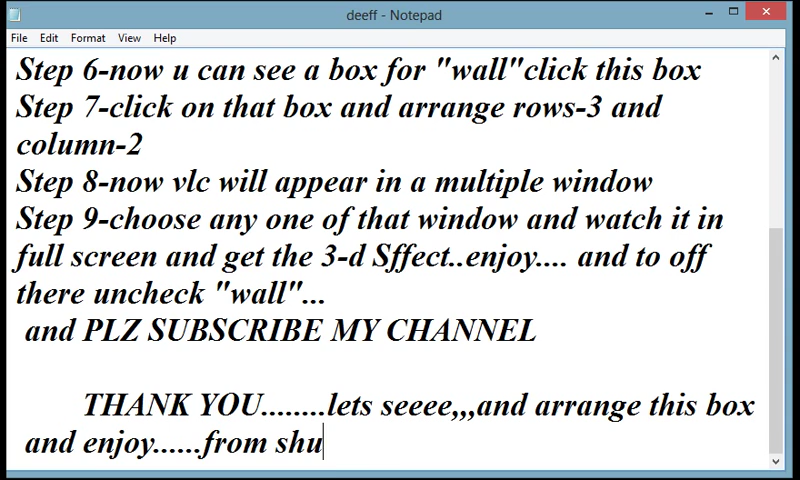 deeff - Notepad
File Edit Format View Help
Step 6-now u can see a box for "wall"click this box
Step 7-click on that box and arrange rows-3 and
column-2
Step 8-now vlc will appear in a multiple window
Step 9-choose any one of that window and watch it in
full screen and get the 3-d Sffect..enjoy.... and to off
there uncheck "wall"...
and PLZ SUBSCRIBE MY CHANNEL
THANK YOU........lets seeee,,,and arrange this box
and enjoy......from shu